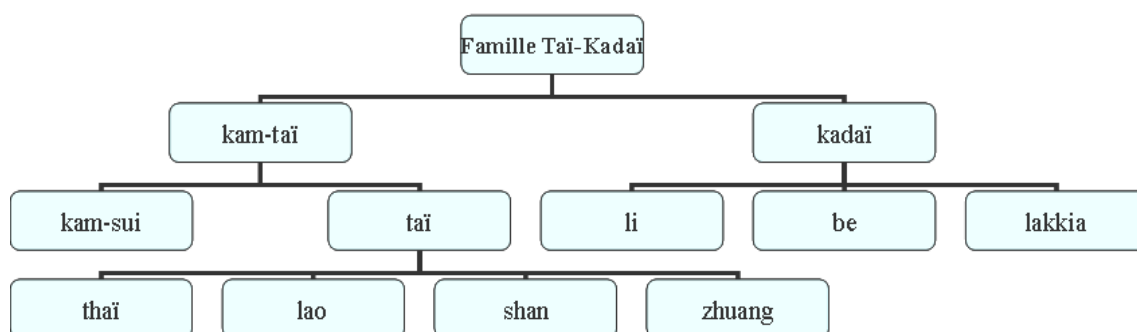 Famille Taï-Kadaï
kam-taï
kadaï
kam-sui
taï
li
be
lakkia
thaï
lao
shan
zhuang